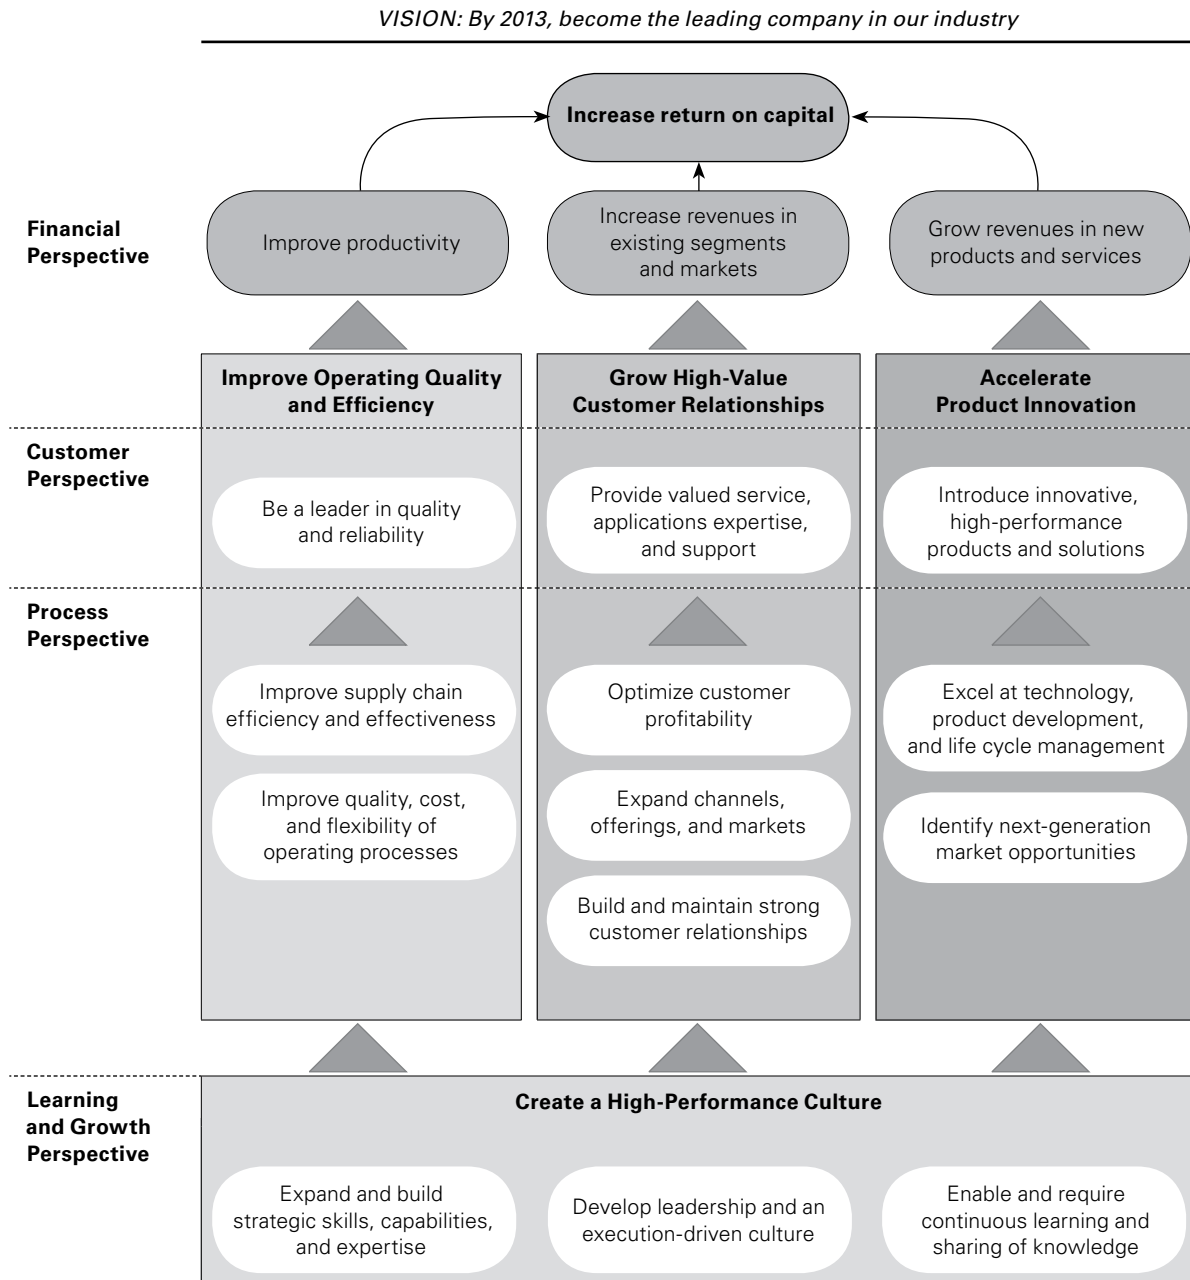 VISION: By 2013, become the leading company in our industry
Increase return on capital
Financial
Perspective
Improve productivity
Increase revenues in
existing segments
and markets
Grow revenues in new
products and services
Improve Operating Quality
and Efficiency
Grow High-Value
Customer Relationships
Accelerate
Product Innovation
Customer
Perspective
Be a leader in quality
and reliability
Provide valued service,
applications expertise,
and support
Introduce innovative,
high-performance
products and solutions
Process
Perspective
Improve supply chain
efficiency and effectiveness
Optimize customer
profitability
Excel at technology,
product development,
and life cycle management
Improve quality, cost,
and flexibility of
operating processes
Expand channels,
offerings, and markets
Identify next-generation
market opportunities
Build and maintain strong
customer relationships
Learning
and Growth
Perspective
Create a High-Performance Culture
Expand and build
strategic skills, capabilities,
and expertise
Develop leadership and an
execution-driven culture
Enable and require
continuous learning and
sharing of knowledge